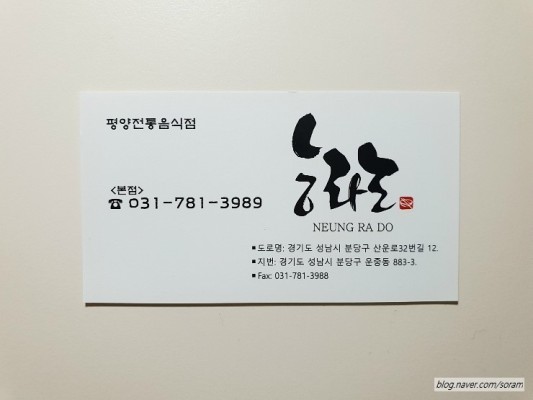 평양전통음식점
능라도
NEUNG RA DO
<본점>
☎ 031-781-3989
▪ 도로명: 경기도 성남시 분당구 산운로32번길 12.
▪ 지번: 경기도 성남시 분당구 운중동 883-3.
▪ Fax: 031-781-3988
blog.naver.com/soram